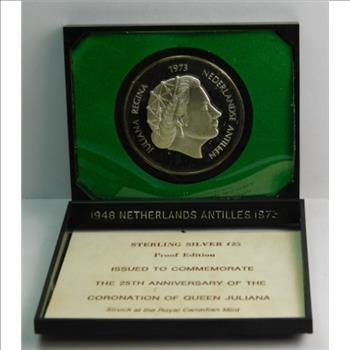 1973
JULIANA REGINA
NEDERLANDSE ANTILLEN
1948 NETHERLANDS ANTILLES 1973
STERLING SILVER f25
Proof Edition
ISSUED TO COMMEMORATE
THE 25TH ANNIVERSARY OF THE
CORONATION OF QUEEN JULIANA
Struck at the Royal Canadian Mint